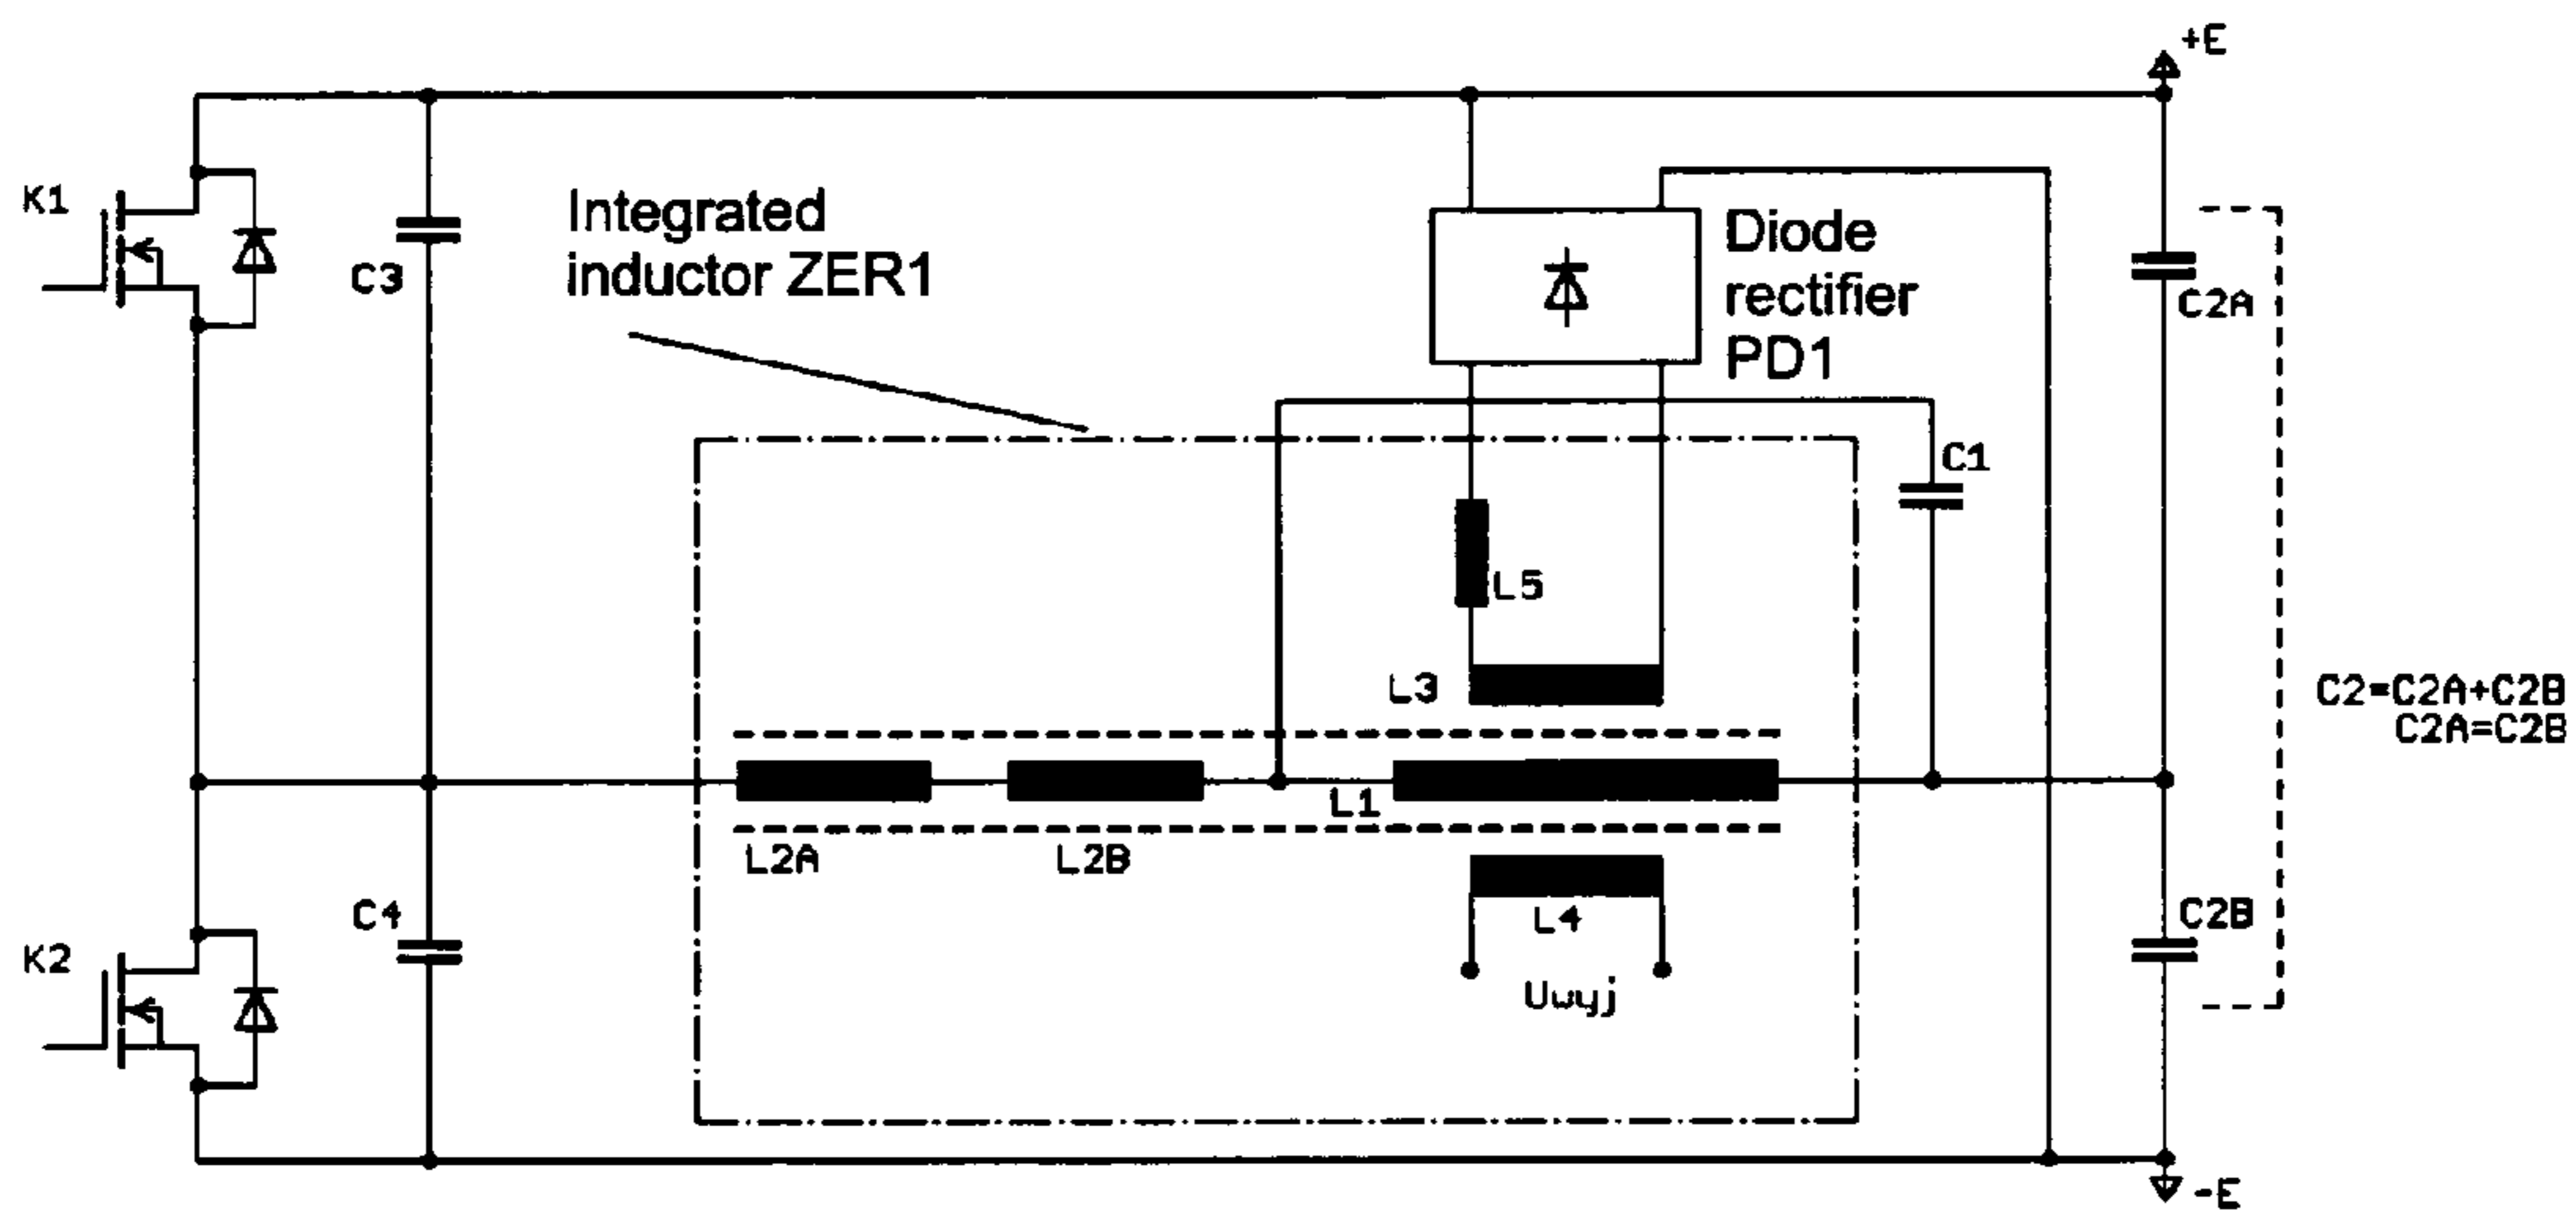 +E
K1
C3
Integrated
inductor ZER1
Diode
rectifier
PD1
C2A
C1
L5
L3
C2=C2A+C2B
C2A=C2B
L1
L2A
L2B
C4
L4
C2B
K2
Uwyj
-E